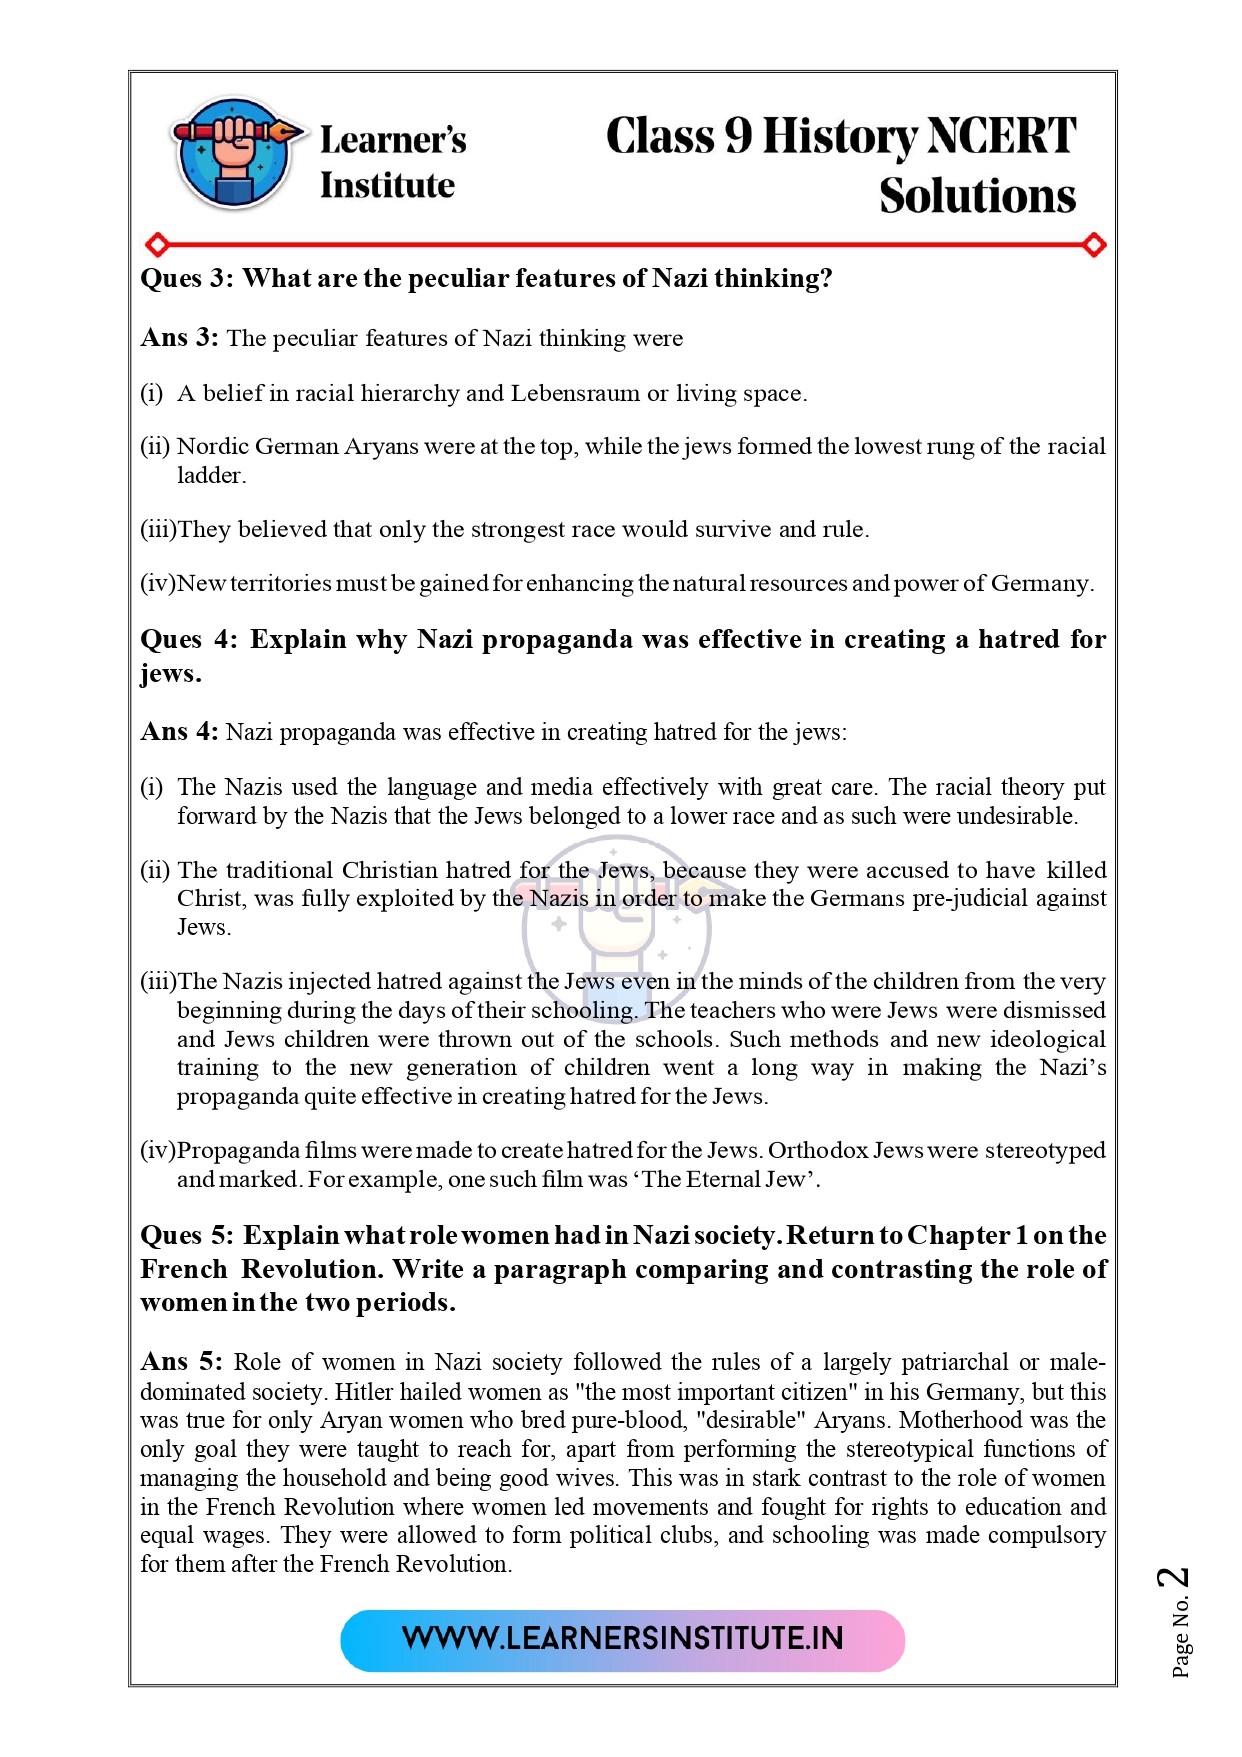 Learner's
Institute
Class 9 History NCERT
Solutions
Ques 3: What are the peculiar features of Nazi thinking?
Ans 3: The peculiar features of Nazi thinking were
(i) A belief in racial hierarchy and Lebensraum or living space.
(ii) Nordic German Aryans were at the top, while the jews formed the lowest rung of the racial
ladder.
(iii)They believed that only the strongest race would survive and rule.
(iv)New territories must be gained for enhancing the natural resources and power of Germany.
Ques 4: Explain why Nazi propaganda was effective in creating a hatred for
jews.
Ans 4: Nazi propaganda was effective in creating hatred for the jews:
(i) The Nazis used the language and media effectively with great care. The racial theory put
forward by the Nazis that the Jews belonged to a lower race and as such were undesirable.
(ii) The traditional Christian hatred for the Jews, because they were accused to have killed
Christ, was fully exploited by the Nazis in order to make the Germans pre-judicial against
Jews.
(iii)The Nazis injected hatred against the Jews even in the minds of the children from the very
beginning during the days of their schooling. The teachers who were Jews were dismissed
and Jews children were thrown out of the schools. Such methods and new ideological
training to the new generation of children went a long way in making the Nazi's
propaganda quite effective in creating hatred for the Jews.
(iv)Propaganda films were made to create hatred for the Jews. Orthodox Jews were stereotyped
and marked. For example, one such film was ‘The Eternal Jew’.
Ques 5: Explain what role women had in Nazi society. Return to Chapter 1 on the
French Revolution. Write a paragraph comparing and contrasting the role of
women in the two periods.
Ans 5: Role of women in Nazi society followed the rules of a largely patriarchal or male-
dominated society. Hitler hailed women as "the most important citizen" in his Germany, but this
was true for only Aryan women who bred pure-blood, "desirable" Aryans. Motherhood was the
only goal they were taught to reach for, apart from performing the stereotypical functions of
managing the household and being good wives. This was in stark contrast to the role of women
in the French Revolution where women led movements and fought for rights to education and
equal wages. They were allowed to form political clubs, and schooling was made compulsory
for them after the French Revolution.
WWW.LEARNERSINSTITUTE.IN
Page No. 2